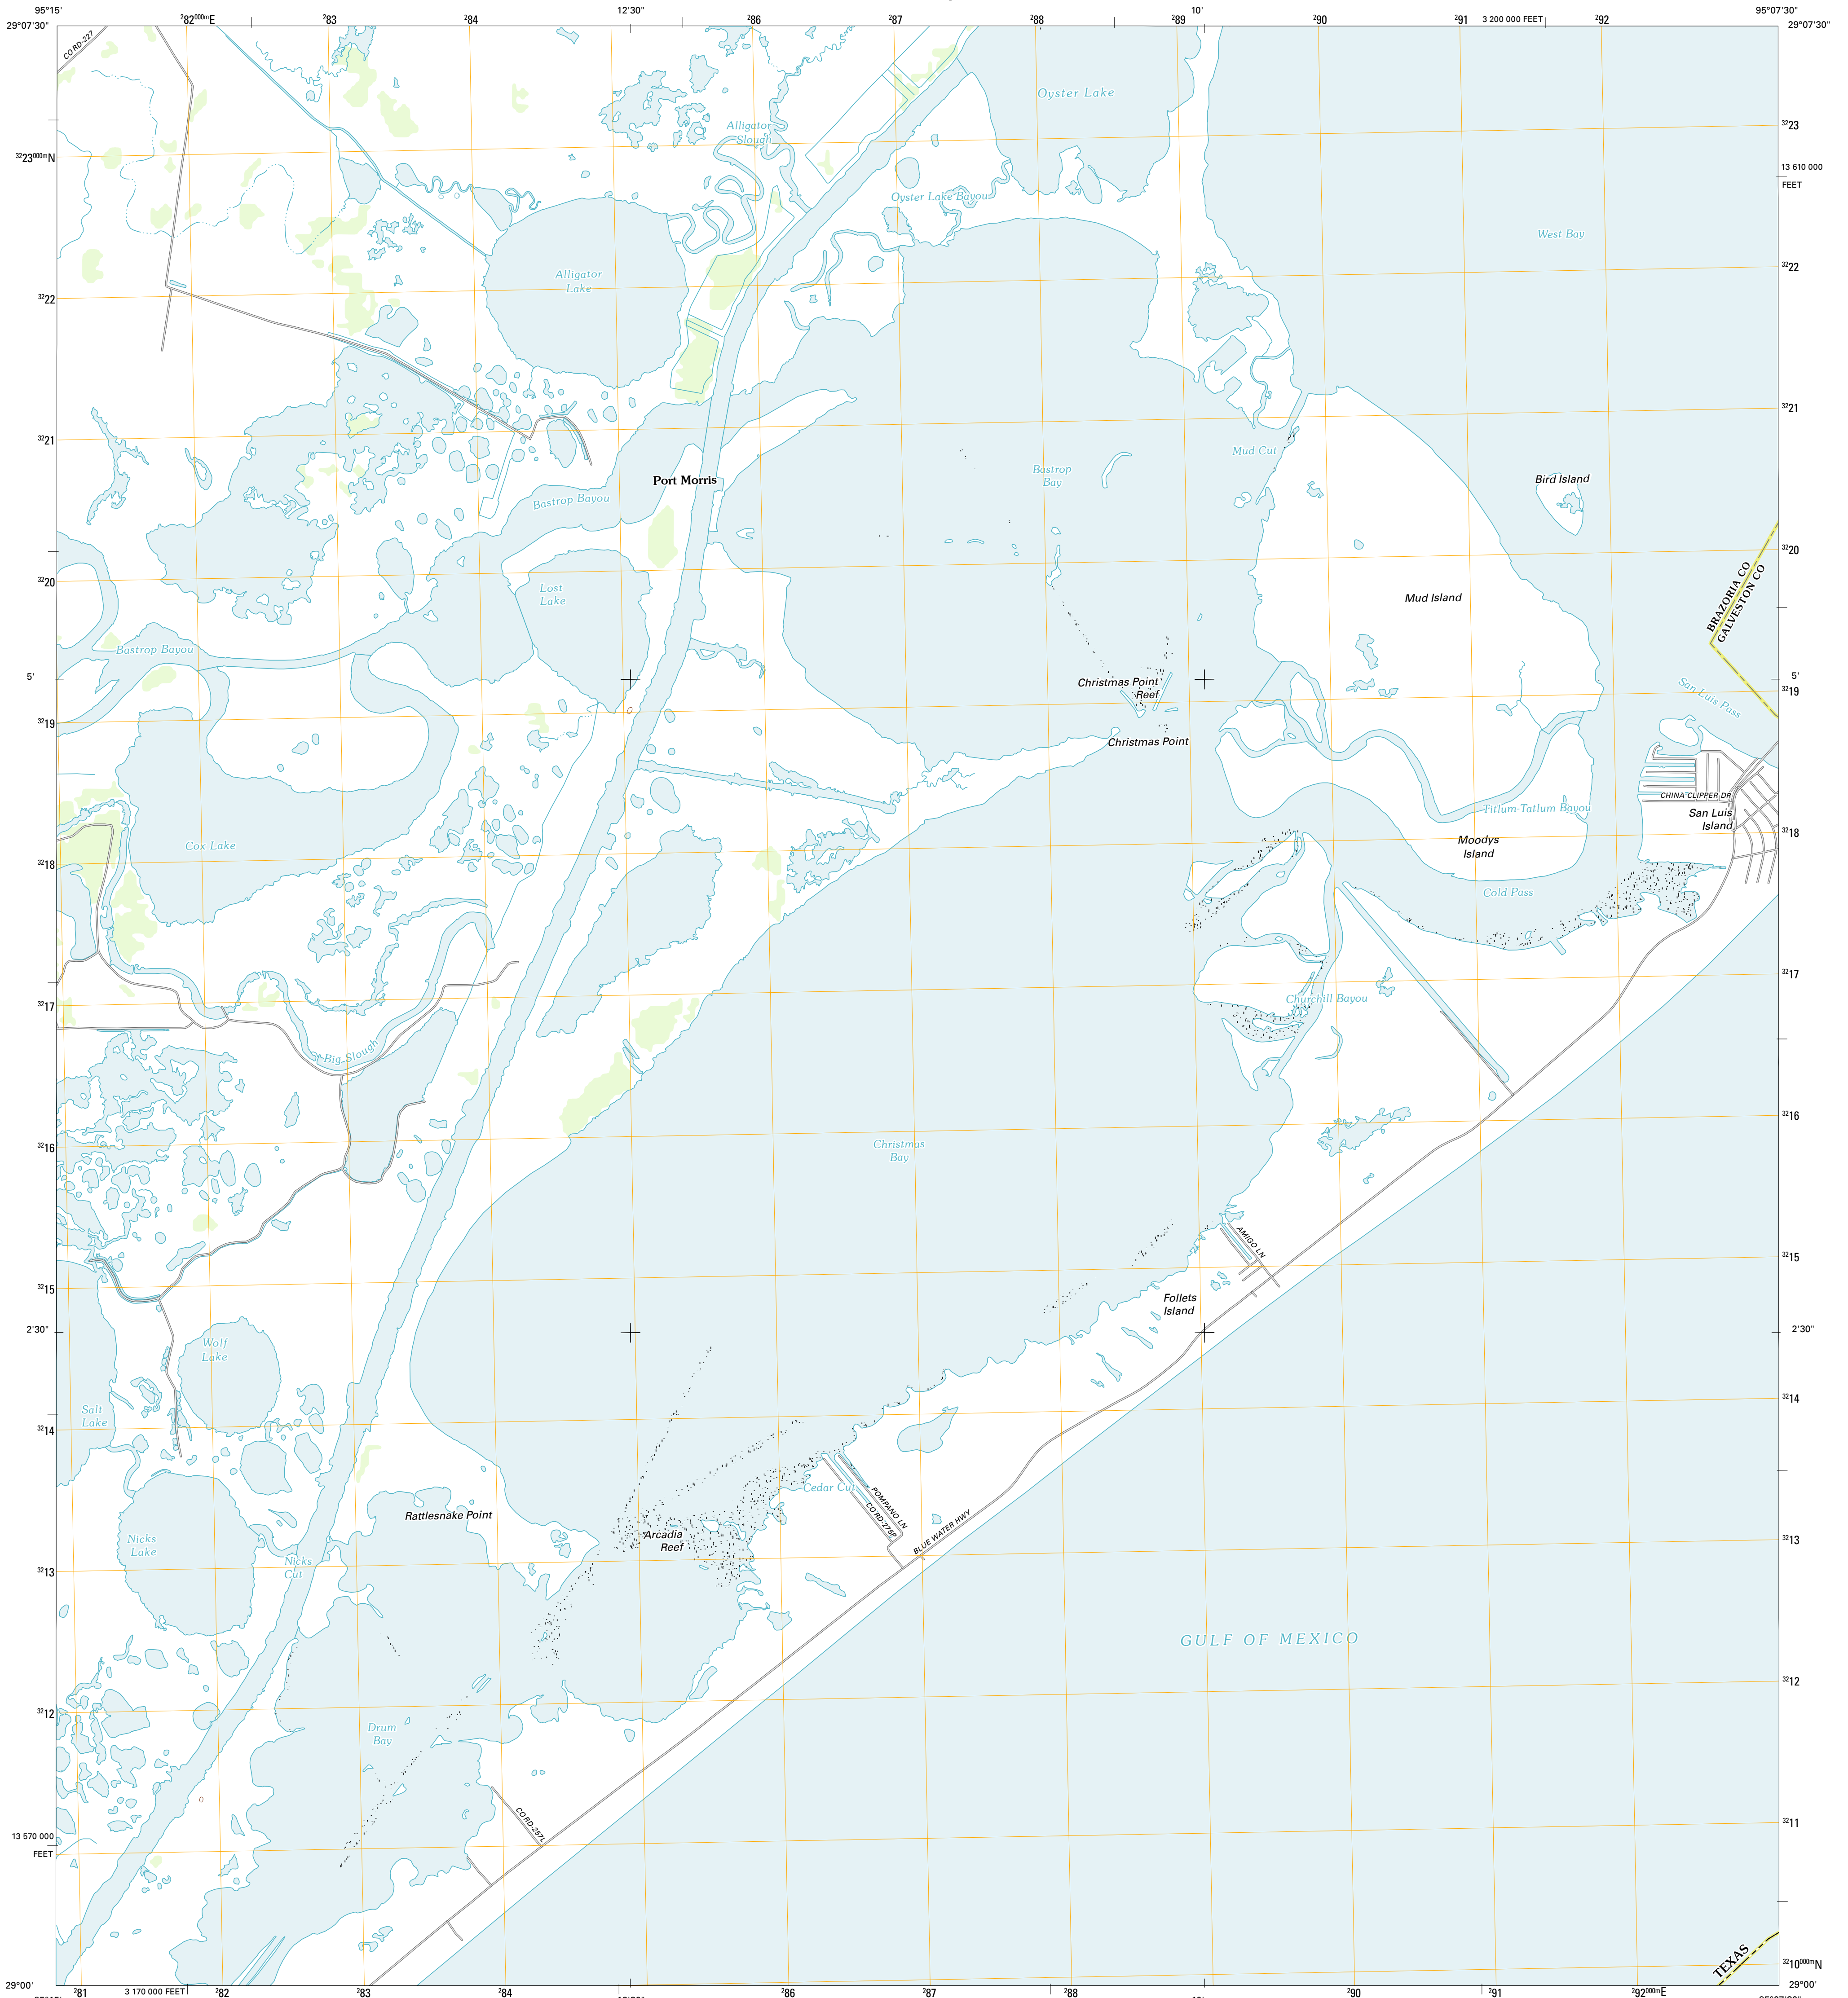 95°15'
²82⁰⁰⁰ᵐE
²83
²84
12'30"
²86
²87
²88
²89
10'
²90
²91
3 200 000 FEET
²92
95°07'30"
29°07'30"
29°07'30"
CO RD-227
Oyster Lake
Alligator
Slough
³²23
³²23⁰⁰⁰ᵐN
13 610 000
FEET
Oyster Lake Bayou
West Bay
Alligator
Lake
³²22
³²22
³²21
³²21
Mud Cut
Bastrop
Bay
Port Morris
Bird Island
Bastrop Bayou
³²20
³²20
Lost
Lake
Mud Island
BRAZORIA CO
GALVESTON CO
Bastrop Bayou
5'
5'
Christmas Point
Reef
San Luis Pass
³²19
³²19
Christmas Point
CHINA CLIPPER DR
Titlum-Tatlum Bayou
San Luis
Island
Cox Lake
Moodys
Island
³²18
³²18
Cold Pass
³²17
³²17
Churchill Bayou
Big Slough
³²16
³²16
Christmas
Bay
AMIGO LN
³²15
³²15
Follets
Island
2'30"
2'30"
Wolf
Lake
Salt
Lake
³²14
³²14
Cedar Cut
POMPANO LN
CO RD-275P
Rattlesnake Point
BLUE WATER HWY
Arcadia
Reef
Nicks
Lake
Nicks
Cut
³²13
³²13
GULF OF MEXICO
³²12
³²12
Drum
Bay
CO RD-257L
³²11
13 570 000
FEET
TEXAS
³²10⁰⁰⁰ᵐN
29°00'
29°00'
²81
3 170 000 FEET
²82
²83
²84
²86
²87
²88
²90
²91
²92⁰⁰⁰ᵐE